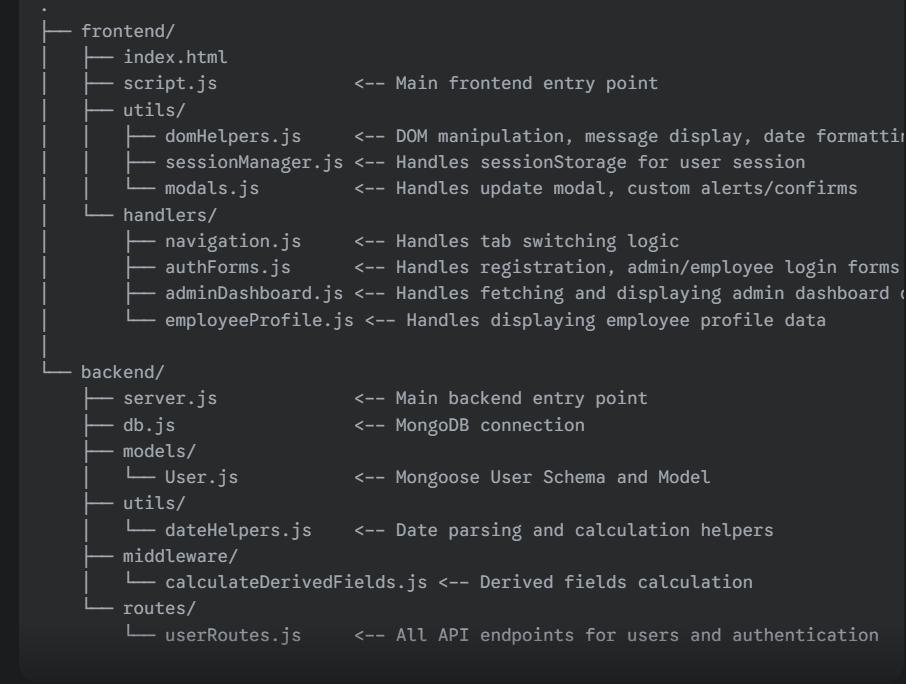 .
├── frontend/
│   ├── index.html
│   ├── script.js             <-- Main frontend entry point
│   ├── utils/
│   │   ├── domHelpers.js     <-- DOM manipulation, message display, date
│   │   ├── sessionManager.js <-- Handles sessionStorage for user session
│   │   └── modals.js         <-- Handles update modal, custom alerts/confirms
│   └── handlers/
│       ├── navigation.js     <-- Handles tab switching logic
│       ├── authForms.js      <-- Handles registration, admin/employee login forms
│       ├── adminDashboard.js <-- Handles fetching and displaying admin dashboard
│       └── employeeProfile.js <-- Handles displaying employee profile data
│
└── backend/
    ├── server.js             <-- Main backend entry point
    ├── db.js                 <-- MongoDB connection
    ├── models/
    │   └── User.js           <-- Mongoose User Schema and Model
    ├── utils/
    │   └── dateHelpers.js    <-- Date parsing and calculation helpers
    ├── middleware/
    │   └── calculateDerivedFields.js <-- Derived fields calculation
    └── routes/
        └── userRoutes.js     <-- All API endpoints for users and authentication